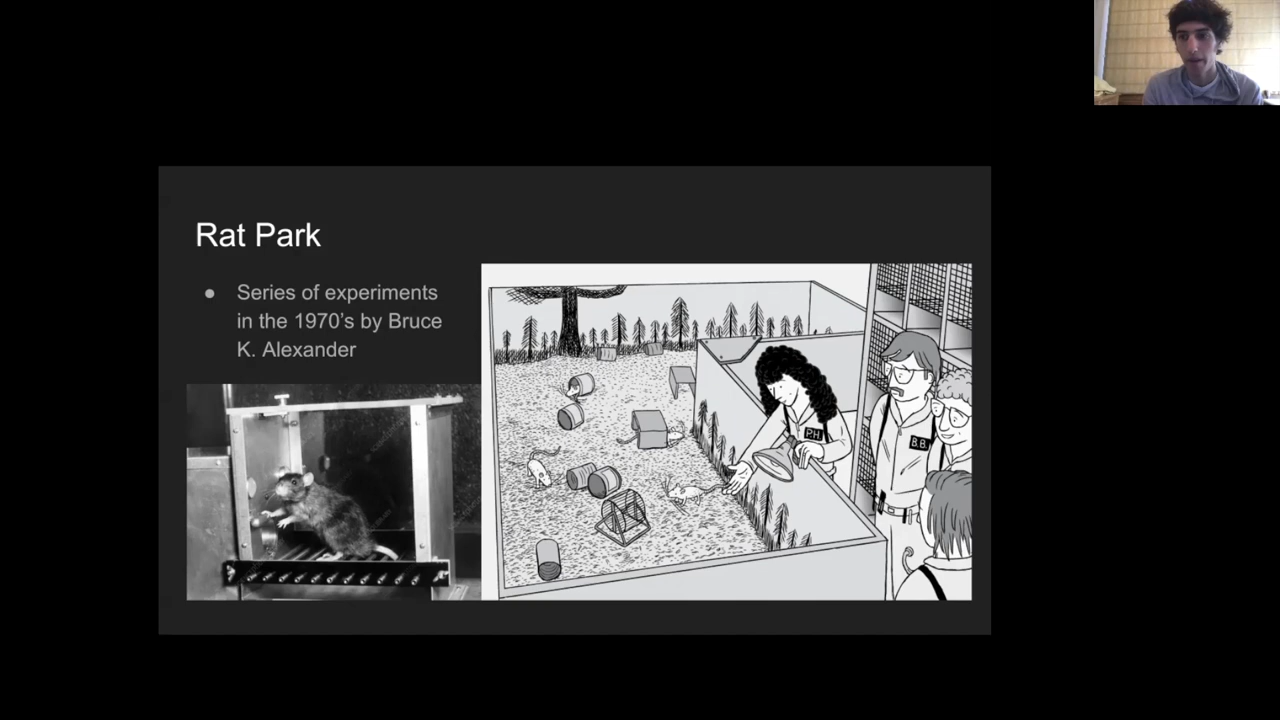 Rat Park
● Series of experiments
in the 1970's by Bruce
K. Alexander
P.H
B.B.